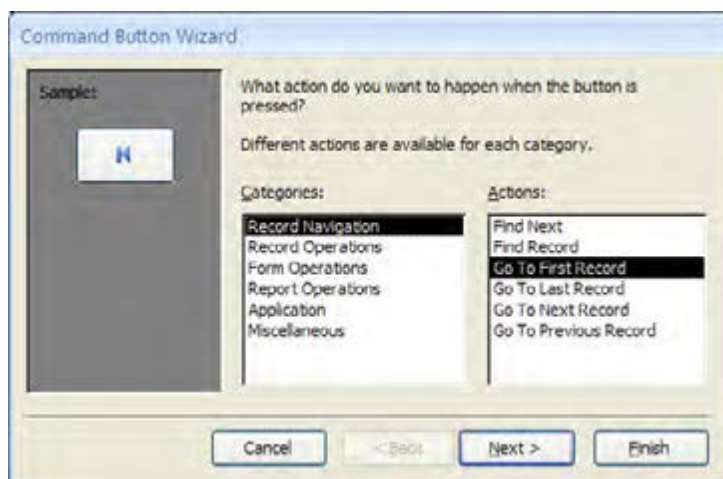 Command Button Wizard
Sample:
What action do you want to happen when the button is
pressed?
Different actions are available for each category.
Categories:
Actions:
Record Navigation
Record Operations
Form Operations
Report Operations
Application
Miscellaneous
Find Next
Find Record
Go To First Record
Go To Last Record
Go To Next Record
Go To Previous Record
Cancel
< Back
Next >
Finish